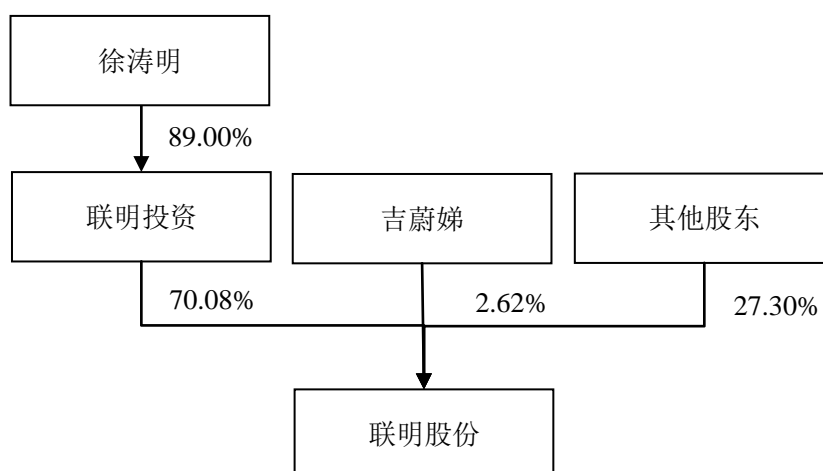 徐涛明
89.00%
联明投资
吉蔚娣
其他股东
70.08%
2.62%
27.30%
联明股份